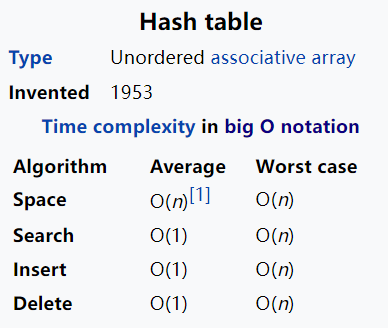 Hash table
Type Unordered associative array
Invented 1953
Time complexity in big O notation
Algorithm Average Worst case
Space O(n)[1] O(n)
Search O(1) O(n)
Insert O(1) O(n)
Delete O(1) O(n)